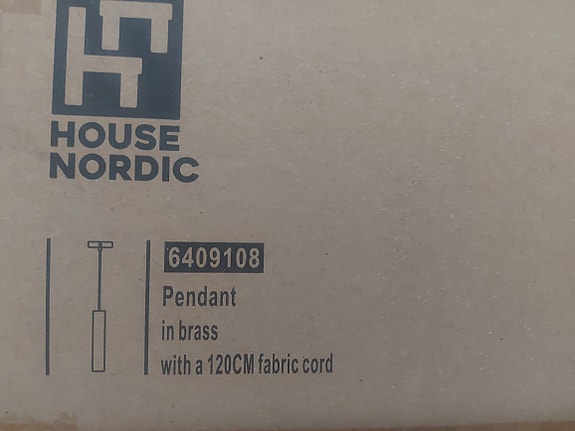 HOUSE
NORDIC
6409108
Pendant
in brass
with a 120CM fabric cord